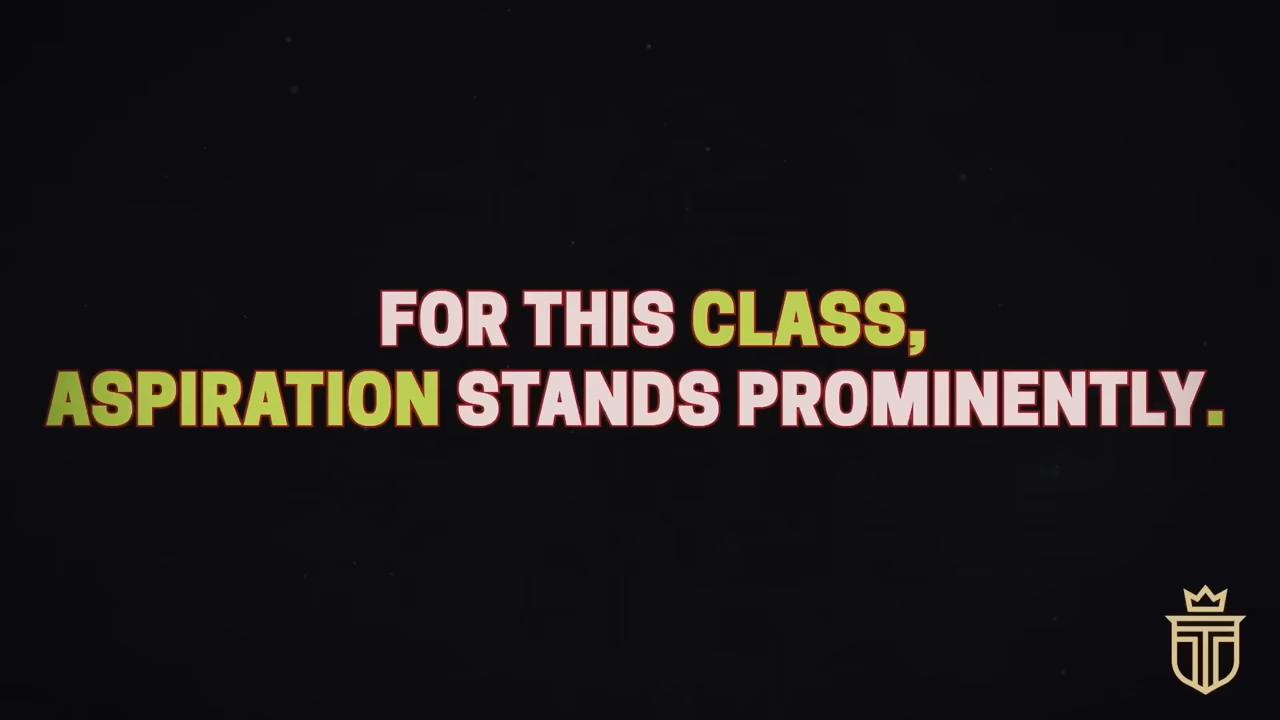 FOR THIS CLASS,
ASPIRATION STANDS PROMINENTLY.